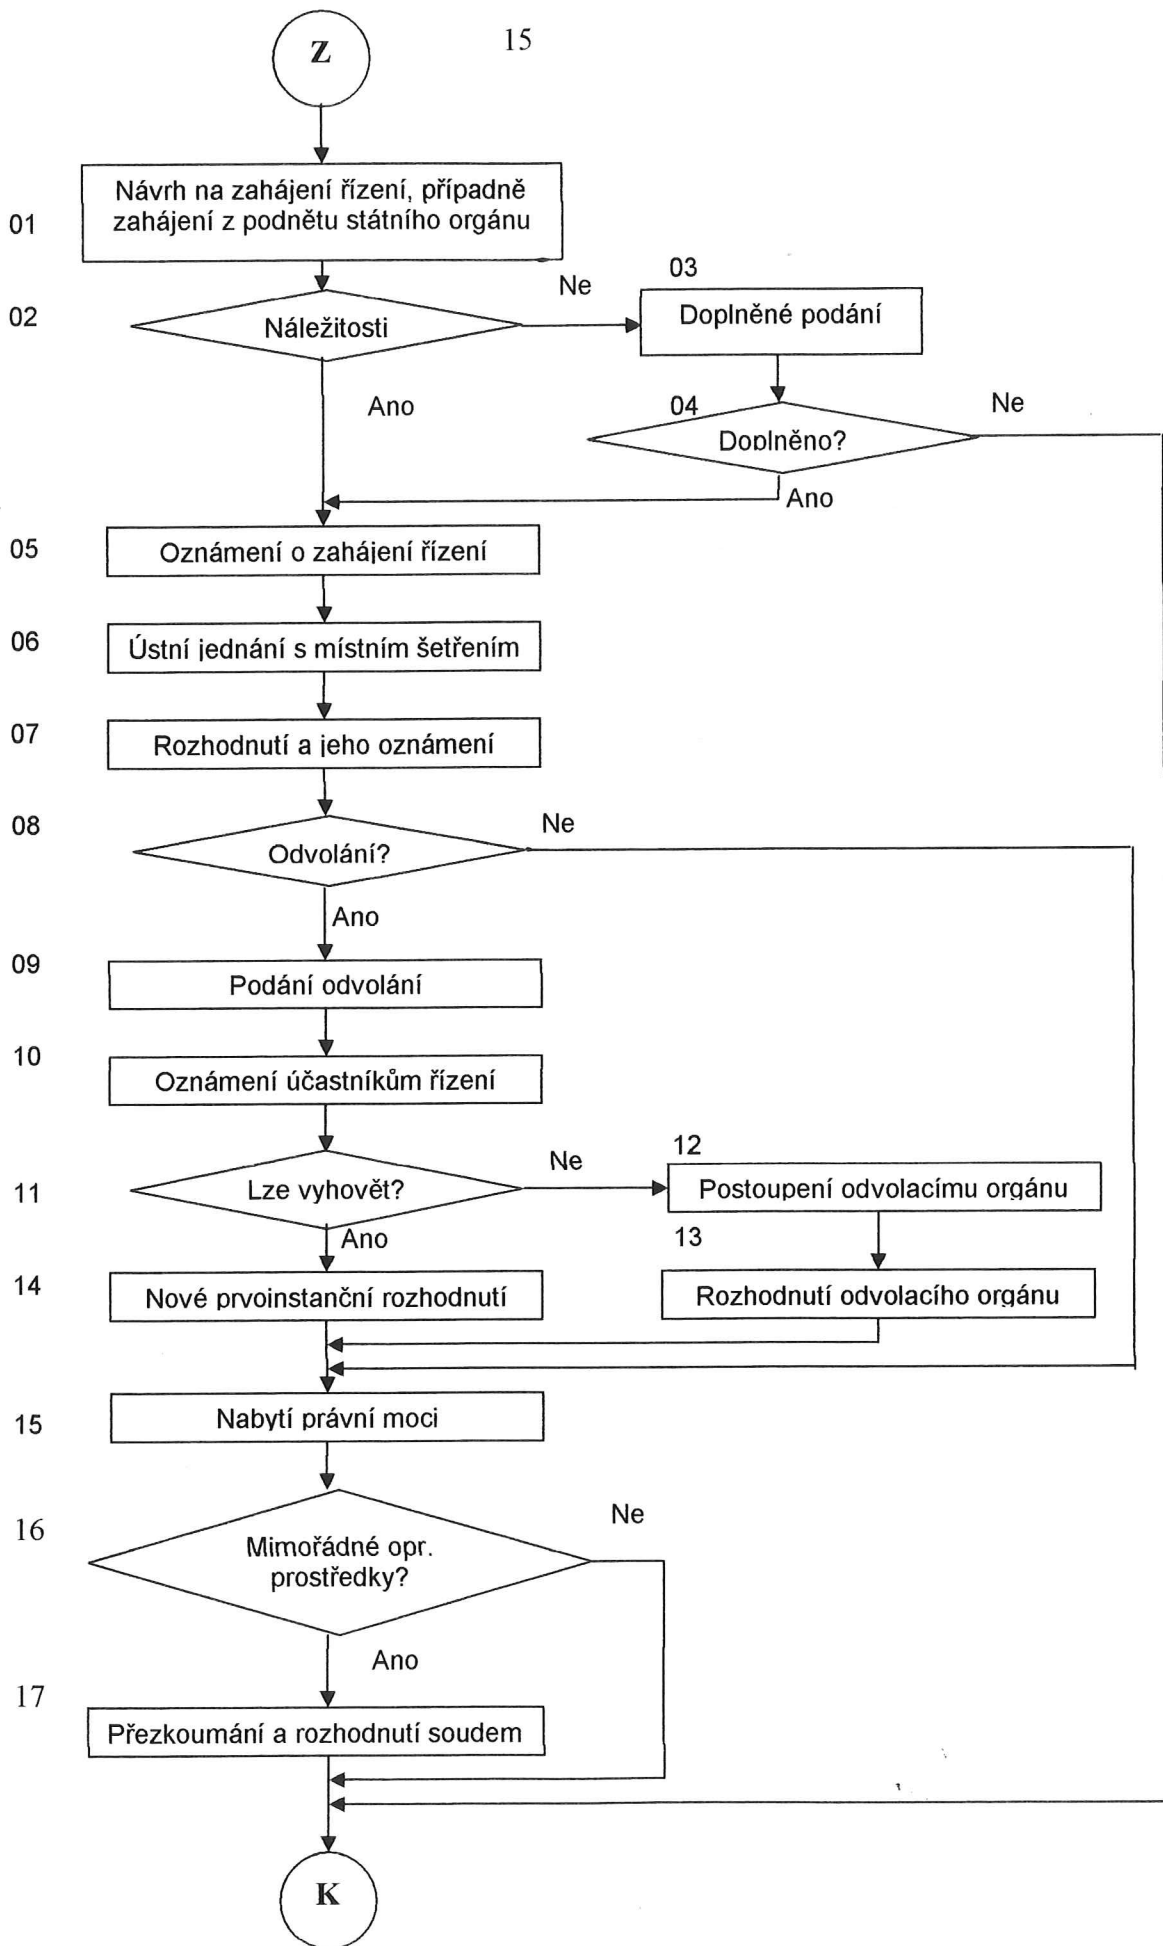 Z
15
01
Návrh na zahájení řízení, případně
zahájení z podnětu státního orgánu
02
Náležitosti
Ne
03
Doplněné podání
Ano
04
Doplněno?
Ne
Ano
05
Oznámení o zahájení řízení
06
Ústní jednání s místním šetřením
07
Rozhodnutí a jeho oznámení
08
Odvolání?
Ne
Ano
09
Podání odvolání
10
Oznámení účastníkům řízení
11
Lze vyhovět?
Ne
12
Postoupení odvolacímu orgánu
Ano
13
Rozhodnutí odvolacího orgánu
14
Nové prvoinstanční rozhodnutí
15
Nabytí právní moci
16
Mimořádné opr.
prostředky?
Ne
Ano
17
Přezkoumání a rozhodnutí soudem
K